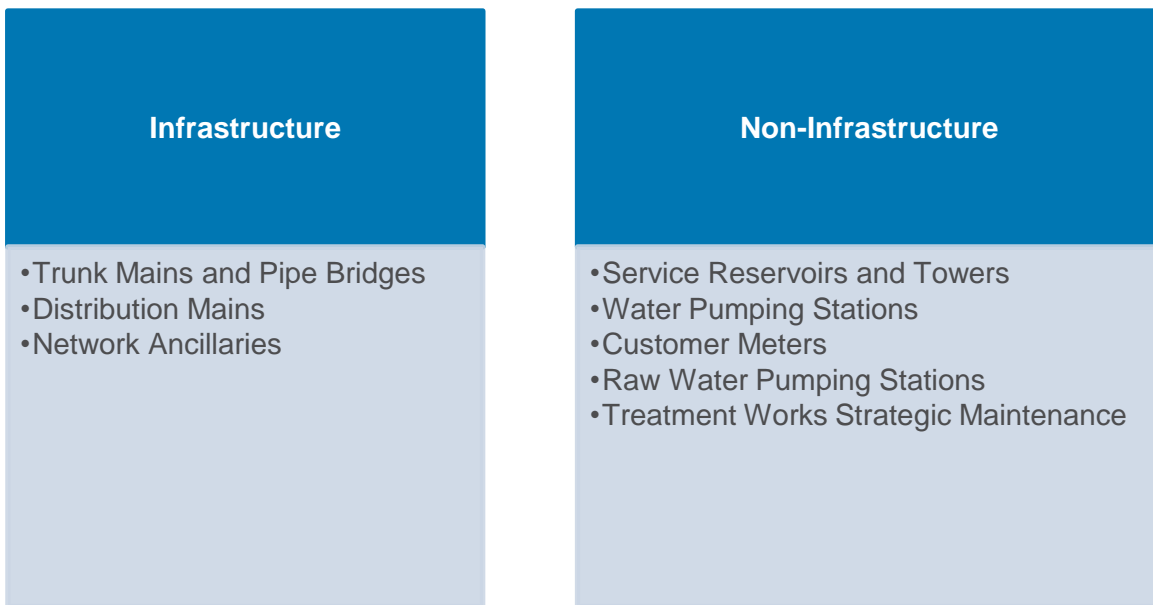 Infrastructure
•Trunk Mains and Pipe Bridges
•Distribution Mains
•Network Ancillaries
Non-Infrastructure
•Service Reservoirs and Towers
•Water Pumping Stations
•Customer Meters
•Raw Water Pumping Stations
•Treatment Works Strategic Maintenance